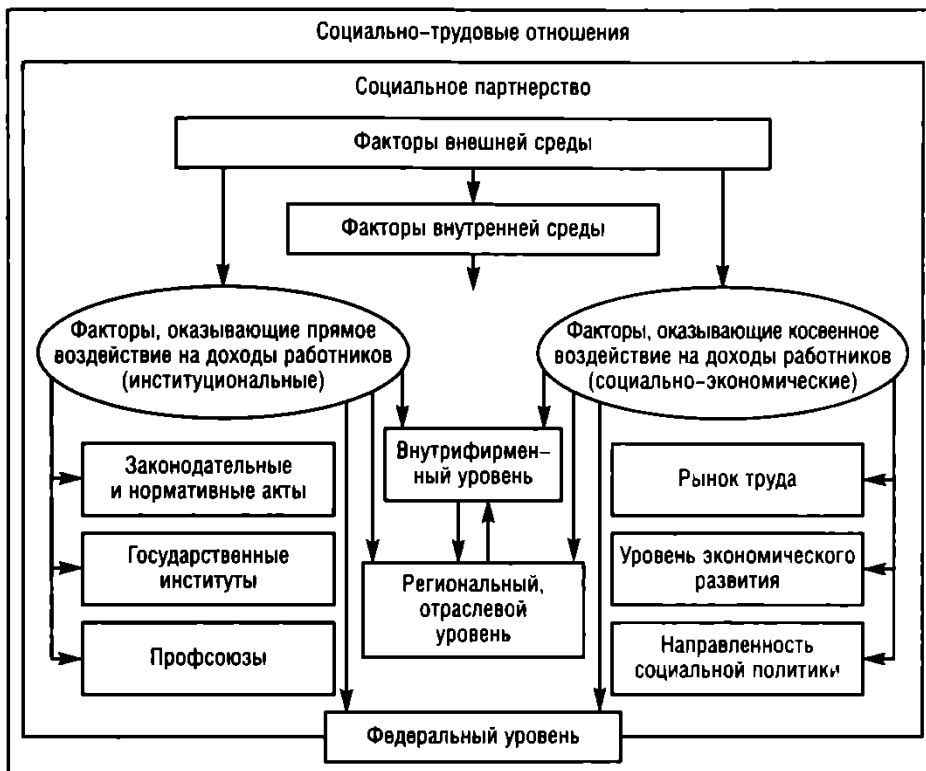 Социально-трудовые отношения
Социальное партнерство
Факторы внешней среды
Факторы внутренней среды
Факторы, оказывающие прямое
воздействие на доходы работников
(институциональные)
Факторы, оказывающие косвенное
воздействие на доходы работников
(социально-экономические)
Законодательные
и нормативные акты
Государственные
институты
Профсоюзы
Внутрифирмен-
ный уровень
Региональный,
отраслевой
уровень
Рынок труда
Уровень экономического
развития
Направленность
социальной политики
Федеральный уровень